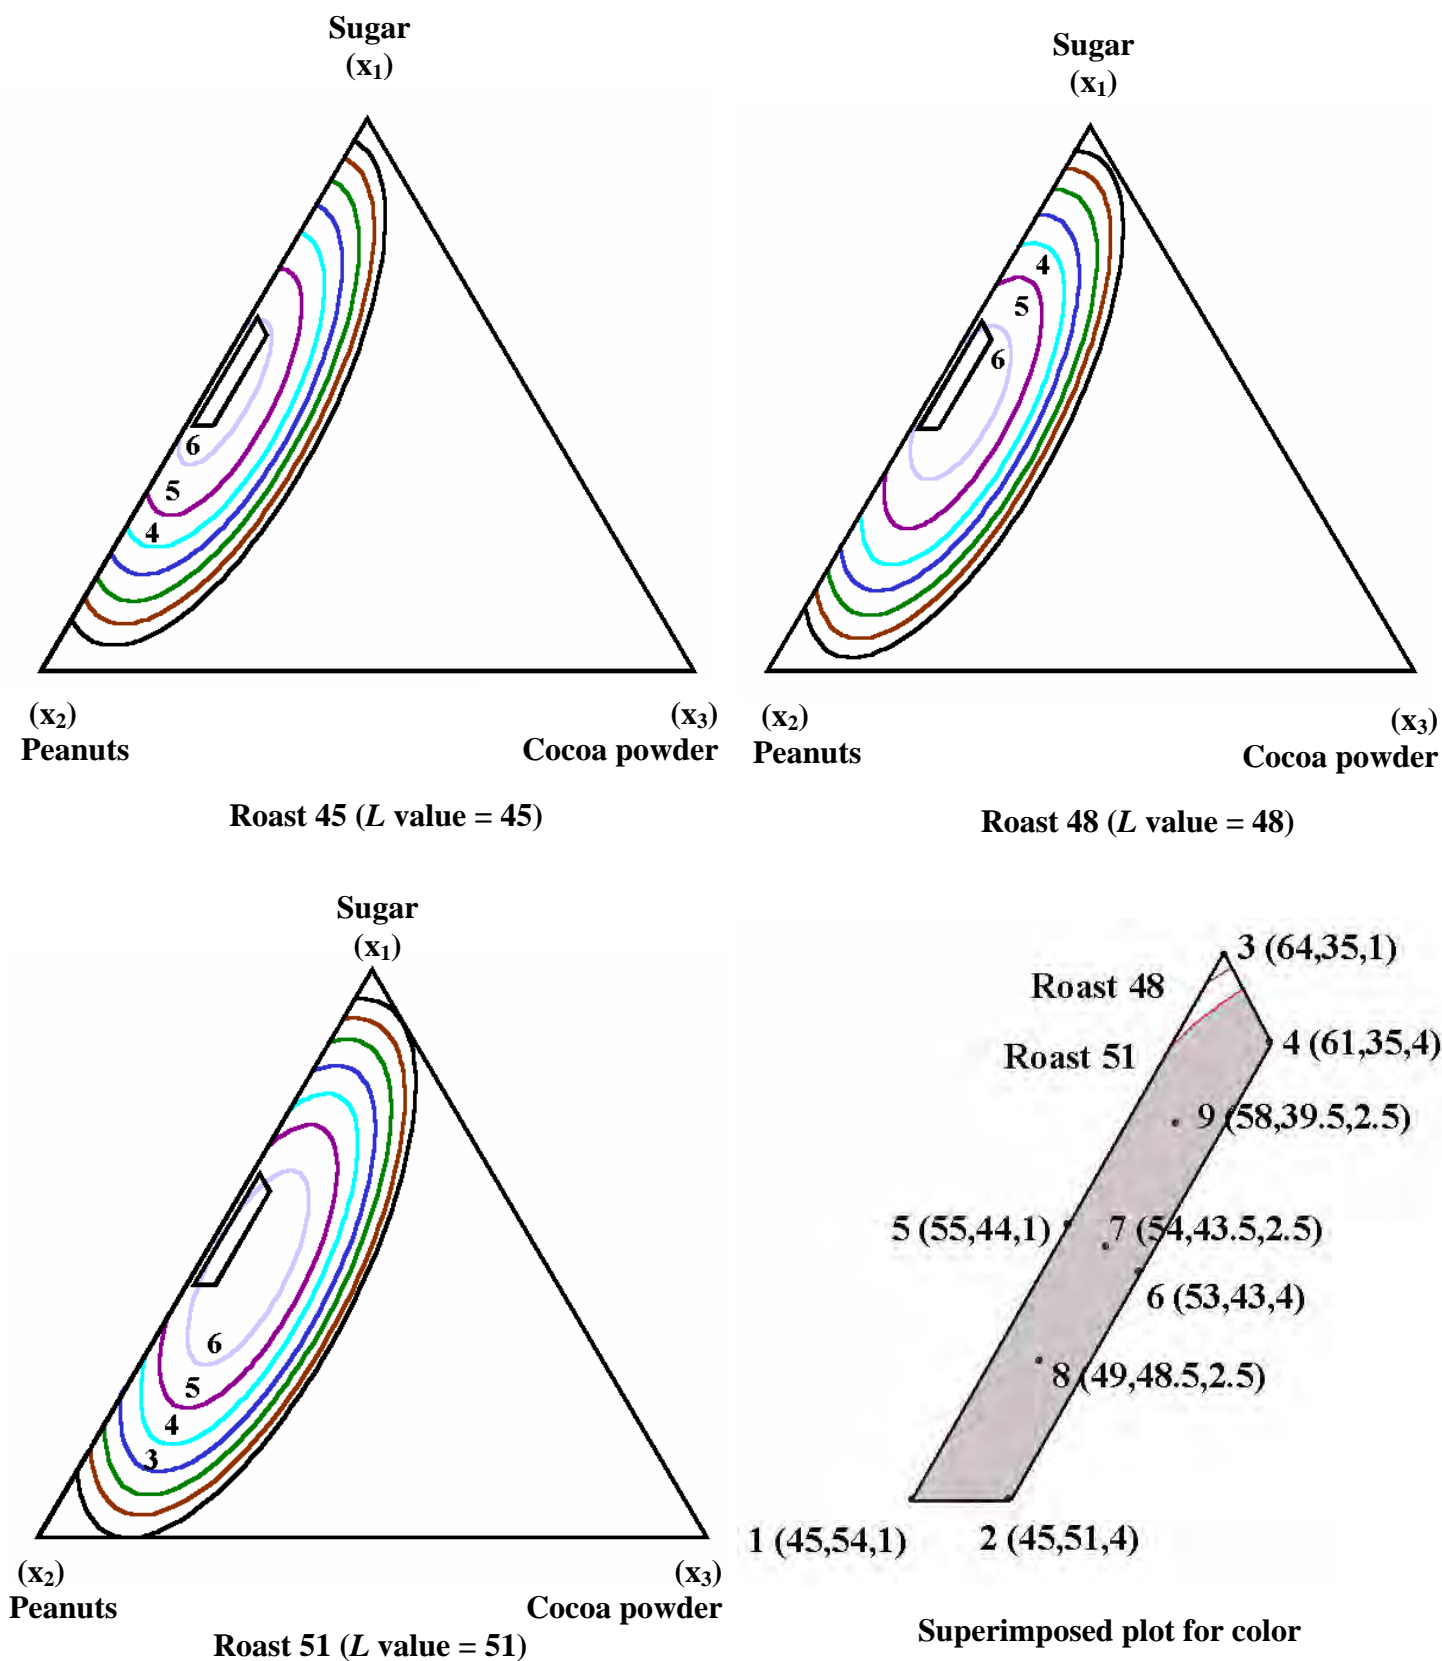 Sugar
(x₁)
6
5
4
(x₂)
Peanuts
(x₃)
Cocoa powder
Roast 45 (L value = 45)
Sugar
(x₁)
4
5
6
(x₂)
Peanuts
(x₃)
Cocoa powder
Roast 48 (L value = 48)
Sugar
(x₁)
6
5
4
3
(x₂)
Peanuts
(x₃)
Cocoa powder
Roast 51 (L value = 51)
3 (64,35,1)
Roast 48
4 (61,35,4)
Roast 51
9 (58,39.5,2.5)
5 (55,44,1)
7 (54,43.5,2.5)
6 (53,43,4)
8 (49,48.5,2.5)
1 (45,54,1)
2 (45,51,4)
Superimposed plot for color